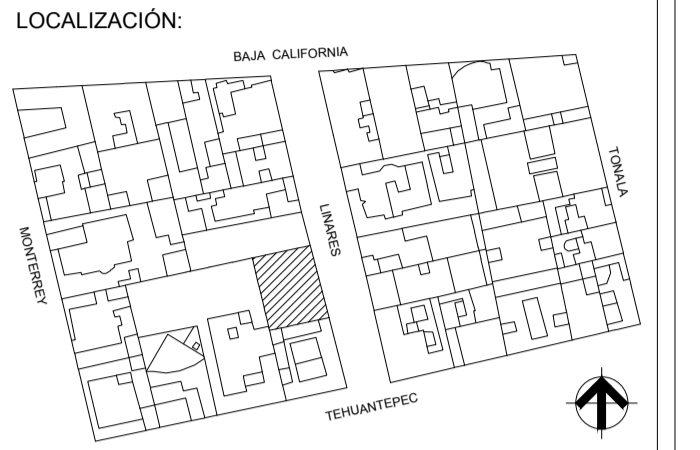 LOCALIZACIÓN:
BAJA CALIFORNIA
TONALA
LINARES
MONTERREY
TEHUANTEPEC